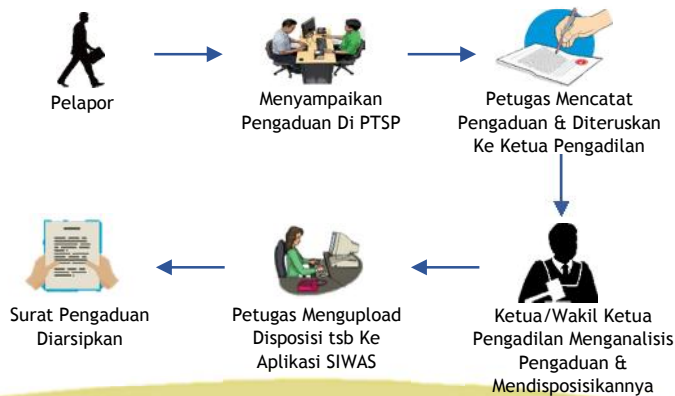 Pelapor
Menyampaikan
Pengaduan Di PTSP
Petugas Mencatat
Pengaduan & Diteruskan
Ke Ketua Pengadilan
Ketua/Wakil Ketua
Pengadilan Menganalisis
Pengaduan &
Mendisposisikannya
Petugas Mengupload
Disposisi tsb Ke
Aplikasi SIWAS
Surat Pengaduan
Diarsipkan